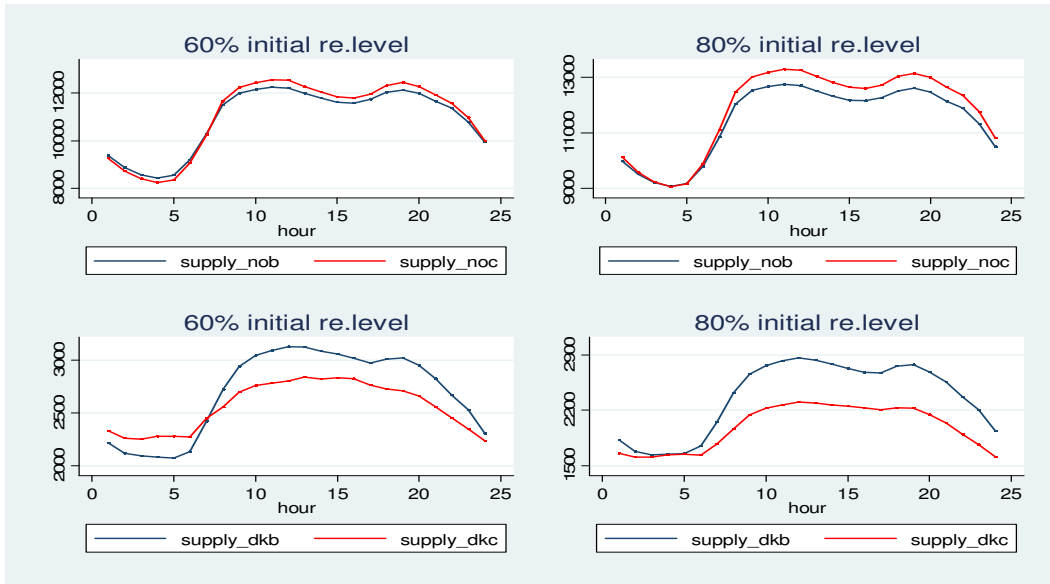 60% initial re.level
12000
10000
8000
0 5 10 15 20 25
hour
supply_nob supply_noc
80% initial re.level
13000
11000
9000
0 5 10 15 20 25
hour
supply_nob supply_noc
60% initial re.level
3000
2500
2000
0 5 10 15 20 25
hour
supply_dkb supply_dkc
80% initial re.level
2900
2200
1500
0 5 10 15 20 25
hour
supply_dkb supply_dkc